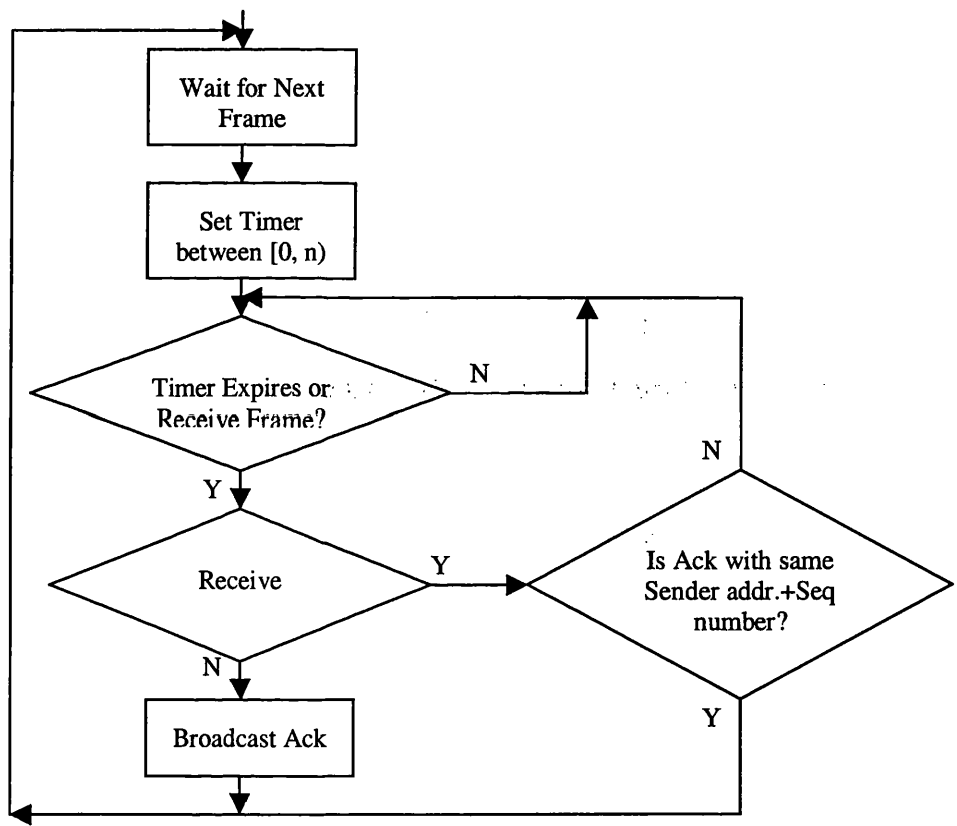 Wait for Next
Frame
Set Timer
between [0, n)
Timer Expires or
Receive Frame?
N
Y
Receive
Y
N
Broadcast Ack
Is Ack with same
Sender addr.+Seq
number?
N
Y